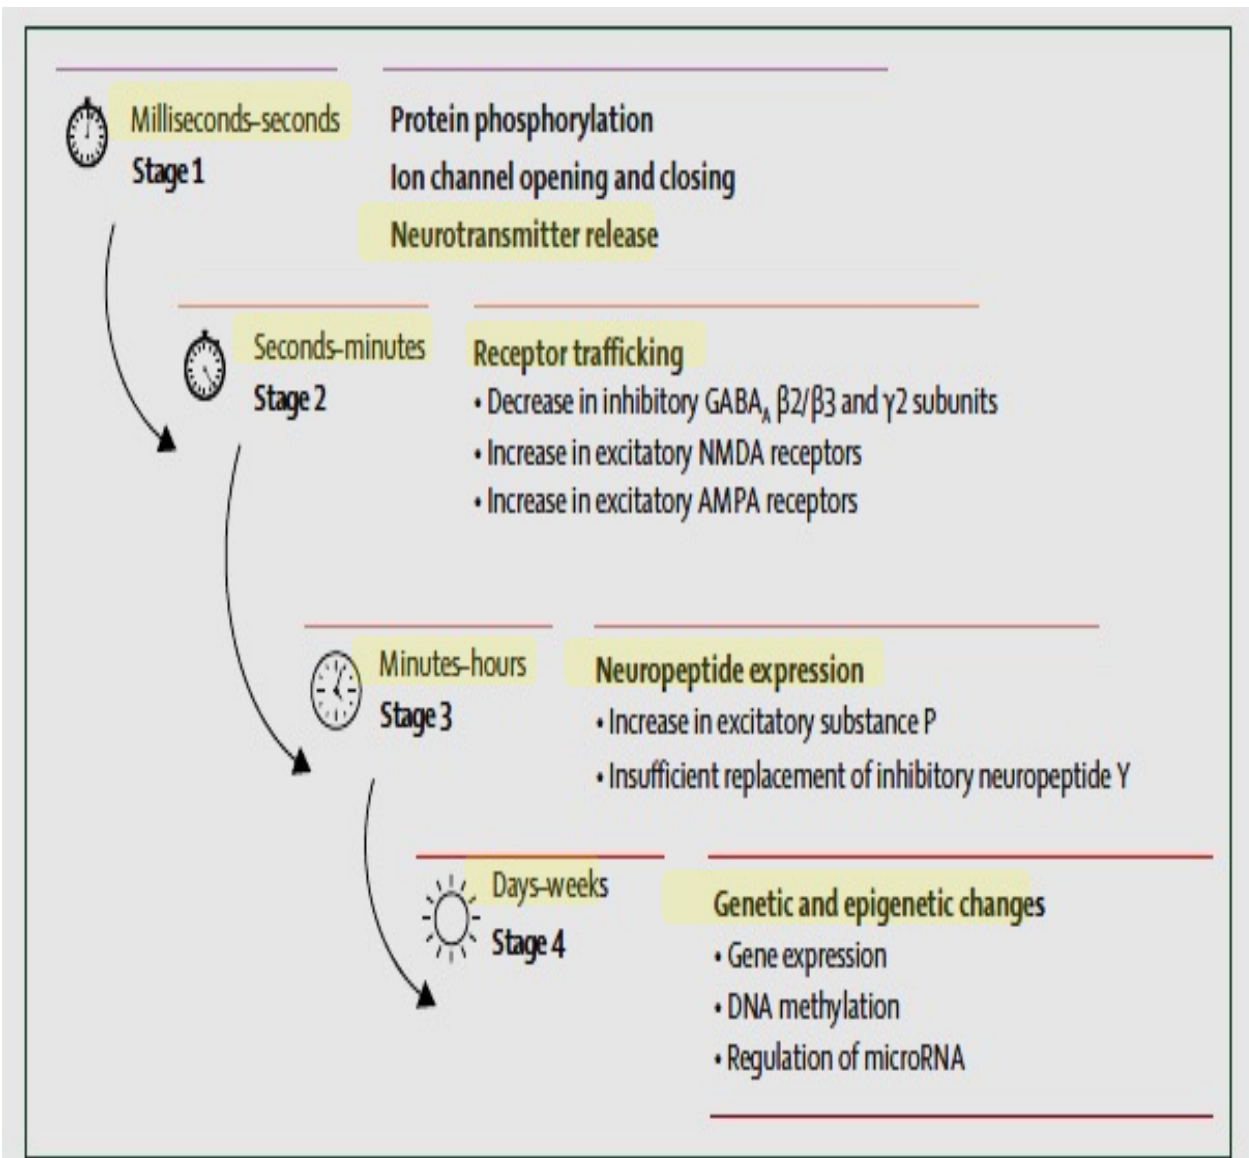 Milliseconds–seconds
Stage 1
Protein phosphorylation
Ion channel opening and closing
Neurotransmitter release
Seconds–minutes
Stage 2
Receptor trafficking
• Decrease in inhibitory GABAA β2/β3 and γ2 subunits
• Increase in excitatory NMDA receptors
• Increase in excitatory AMPA receptors
Minutes–hours
Stage 3
Neuropeptide expression
• Increase in excitatory substance P
• Insufficient replacement of inhibitory neuropeptide Y
Days–weeks
Stage 4
Genetic and epigenetic changes
• Gene expression
• DNA methylation
• Regulation of microRNA